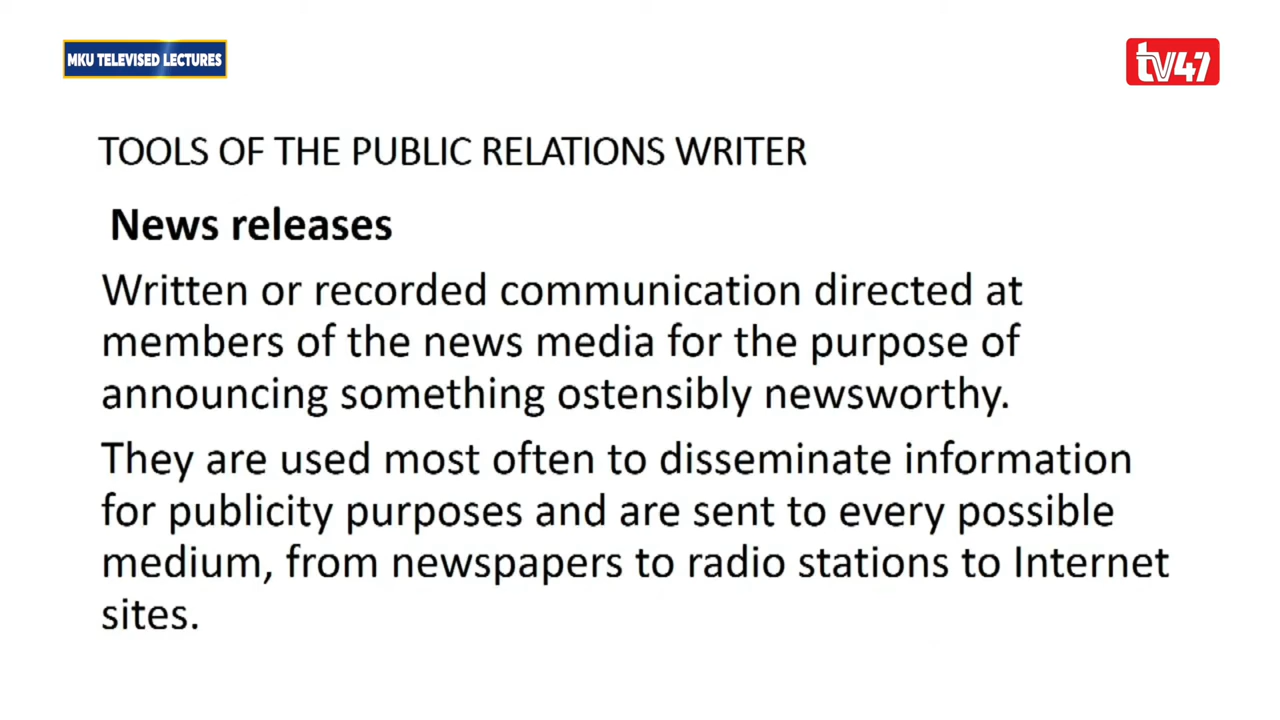 MKU TELEVISED LECTURES
tv47
TOOLS OF THE PUBLIC RELATIONS WRITER
News releases
Written or recorded communication directed at
members of the news media for the purpose of
announcing something ostensibly newsworthy.
They are used most often to disseminate information
for publicity purposes and are sent to every possible
medium, from newspapers to radio stations to Internet
sites.